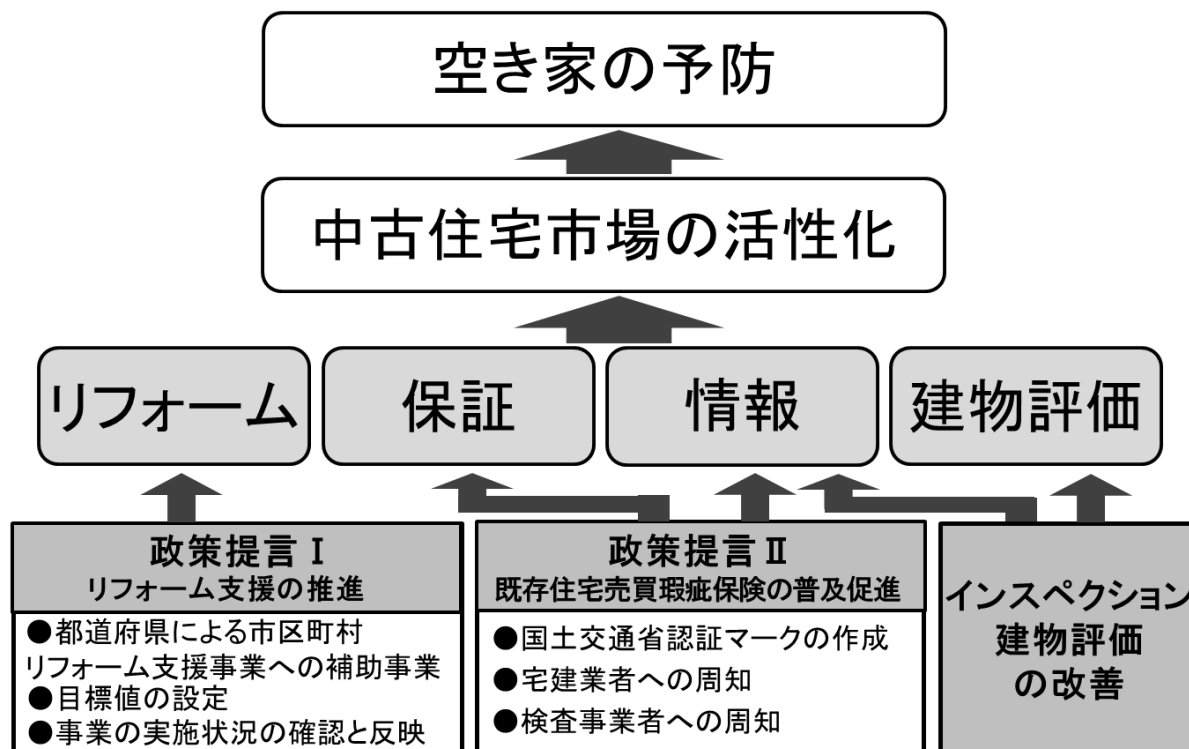 空き家の予防
中古住宅市場の活性化
リフォーム
保証
情報
建物評価
政策提言Ⅰ
リフォーム支援の推進
●都道府県による市区町村
リフォーム支援事業への補助事業
●目標値の設定
●事業の実施状況の確認と反映
政策提言Ⅱ
既存住宅売買瑕疵保険の普及促進
●国土交通省認証マークの作成
●宅建業者への周知
●検査事業者への周知
インスペクション
建物評価
の改善